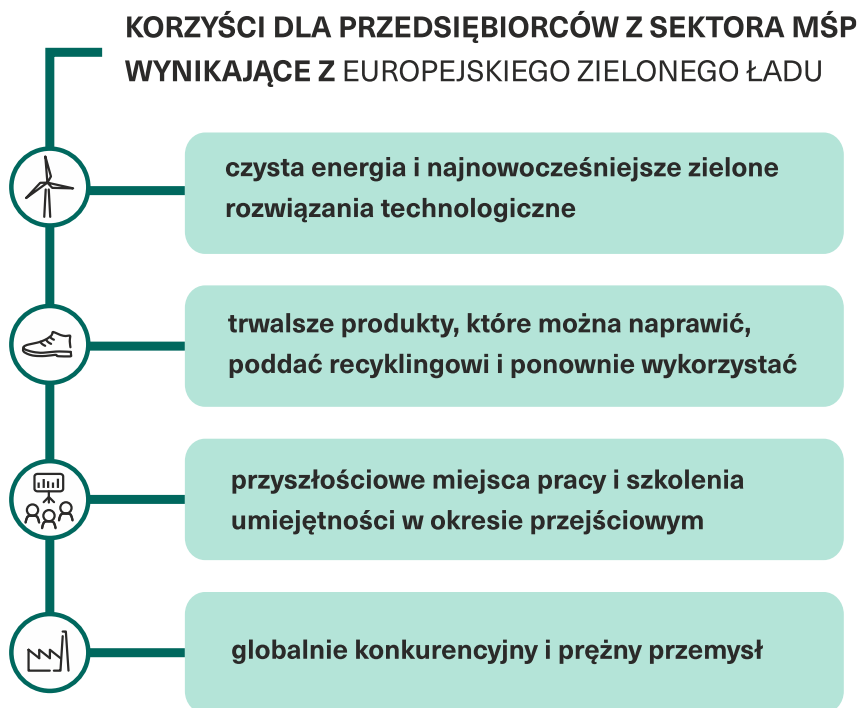 KORZYŚCI DLA PRZEDSIĘBIORCÓW Z SEKTORA MŚP
WYNIKAJĄCE Z EUROPEJSKIEGO ZIELONEGO ŁADU
czysta energia i najnowocześniejsze zielone
rozwiązania technologiczne
trwalsze produkty, które można naprawić,
poddać recyklingowi i ponownie wykorzystać
przyszłościowe miejsca pracy i szkolenia
umiejętności w okresie przejściowym
globalnie konkurencyjny i prężny przemysł